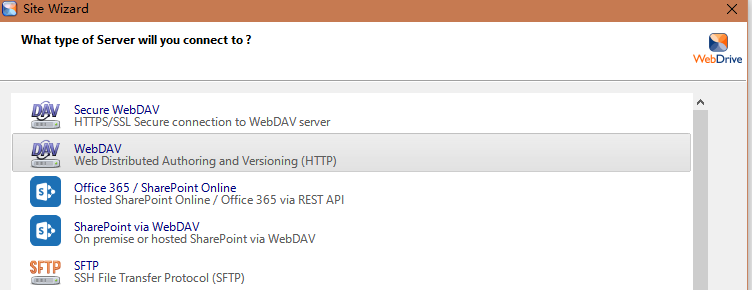 Site Wizard
What type of Server will you connect to ?
WebDrive
DAV
Secure WebDAV
HTTPS/SSL Secure connection to WebDAV server
DAV
WebDAV
Web Distributed Authoring and Versioning (HTTP)
S
Office 365 / SharePoint Online
Hosted SharePoint Online / Office 365 via REST API
S
SharePoint via WebDAV
On premise or hosted SharePoint via WebDAV
SFTP
SFTP
SSH File Transfer Protocol (SFTP)